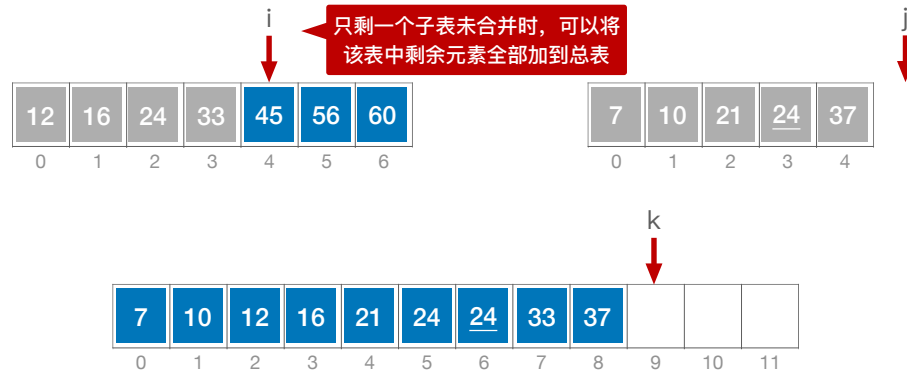 i
只剩一个子表未合并时，可以将
该表中剩余元素全部加到总表
j
12 16 24 33 45 56 60
0 1 2 3 4 5 6
7 10 21 24 37
0 1 2 3 4
k
7 10 12 16 21 24 24 33 37
0 1 2 3 4 5 6 7 8 9 10 11